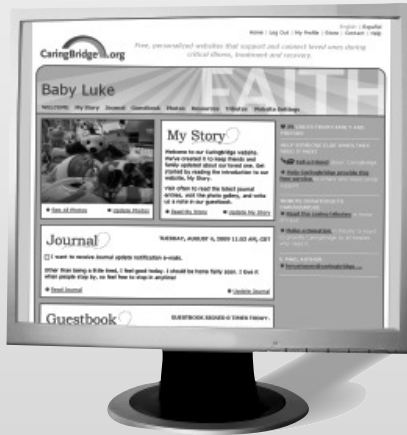 English | Español
Home | Log Out | My Profile | Store | Contact | Help
CaringBridge.org
Free, personalized websites that support and connect loved ones during
critical illness, treatment and recovery.
FAITH
Baby Luke
WELCOME My Story Journal Guestbook Photos Resources Tributes Website Settings
My Story
Welcome to our CaringBridge website.
We've created it to keep friends and
family updated about our loved one. Get
started by reading the introduction to our
website, My Story.
Visit often to read the latest journal
entries, visit the photo gallery, and write
us a note in our guestbook.
View All Photos Update Photos
Read My Story Update My Story
Journal
TUESDAY, AUGUST 4, 2009 11:03 AM, CDT
I want to receive journal update notification e-mails.
Other than being a little tired, I feel good today. I should be home fairly soon. I love it
when people stop by, so feel free to stop in anytime!
Read Journal Update Journal
Guestbook
GUESTBOOK SIGNED 0 TIMES TODAY.